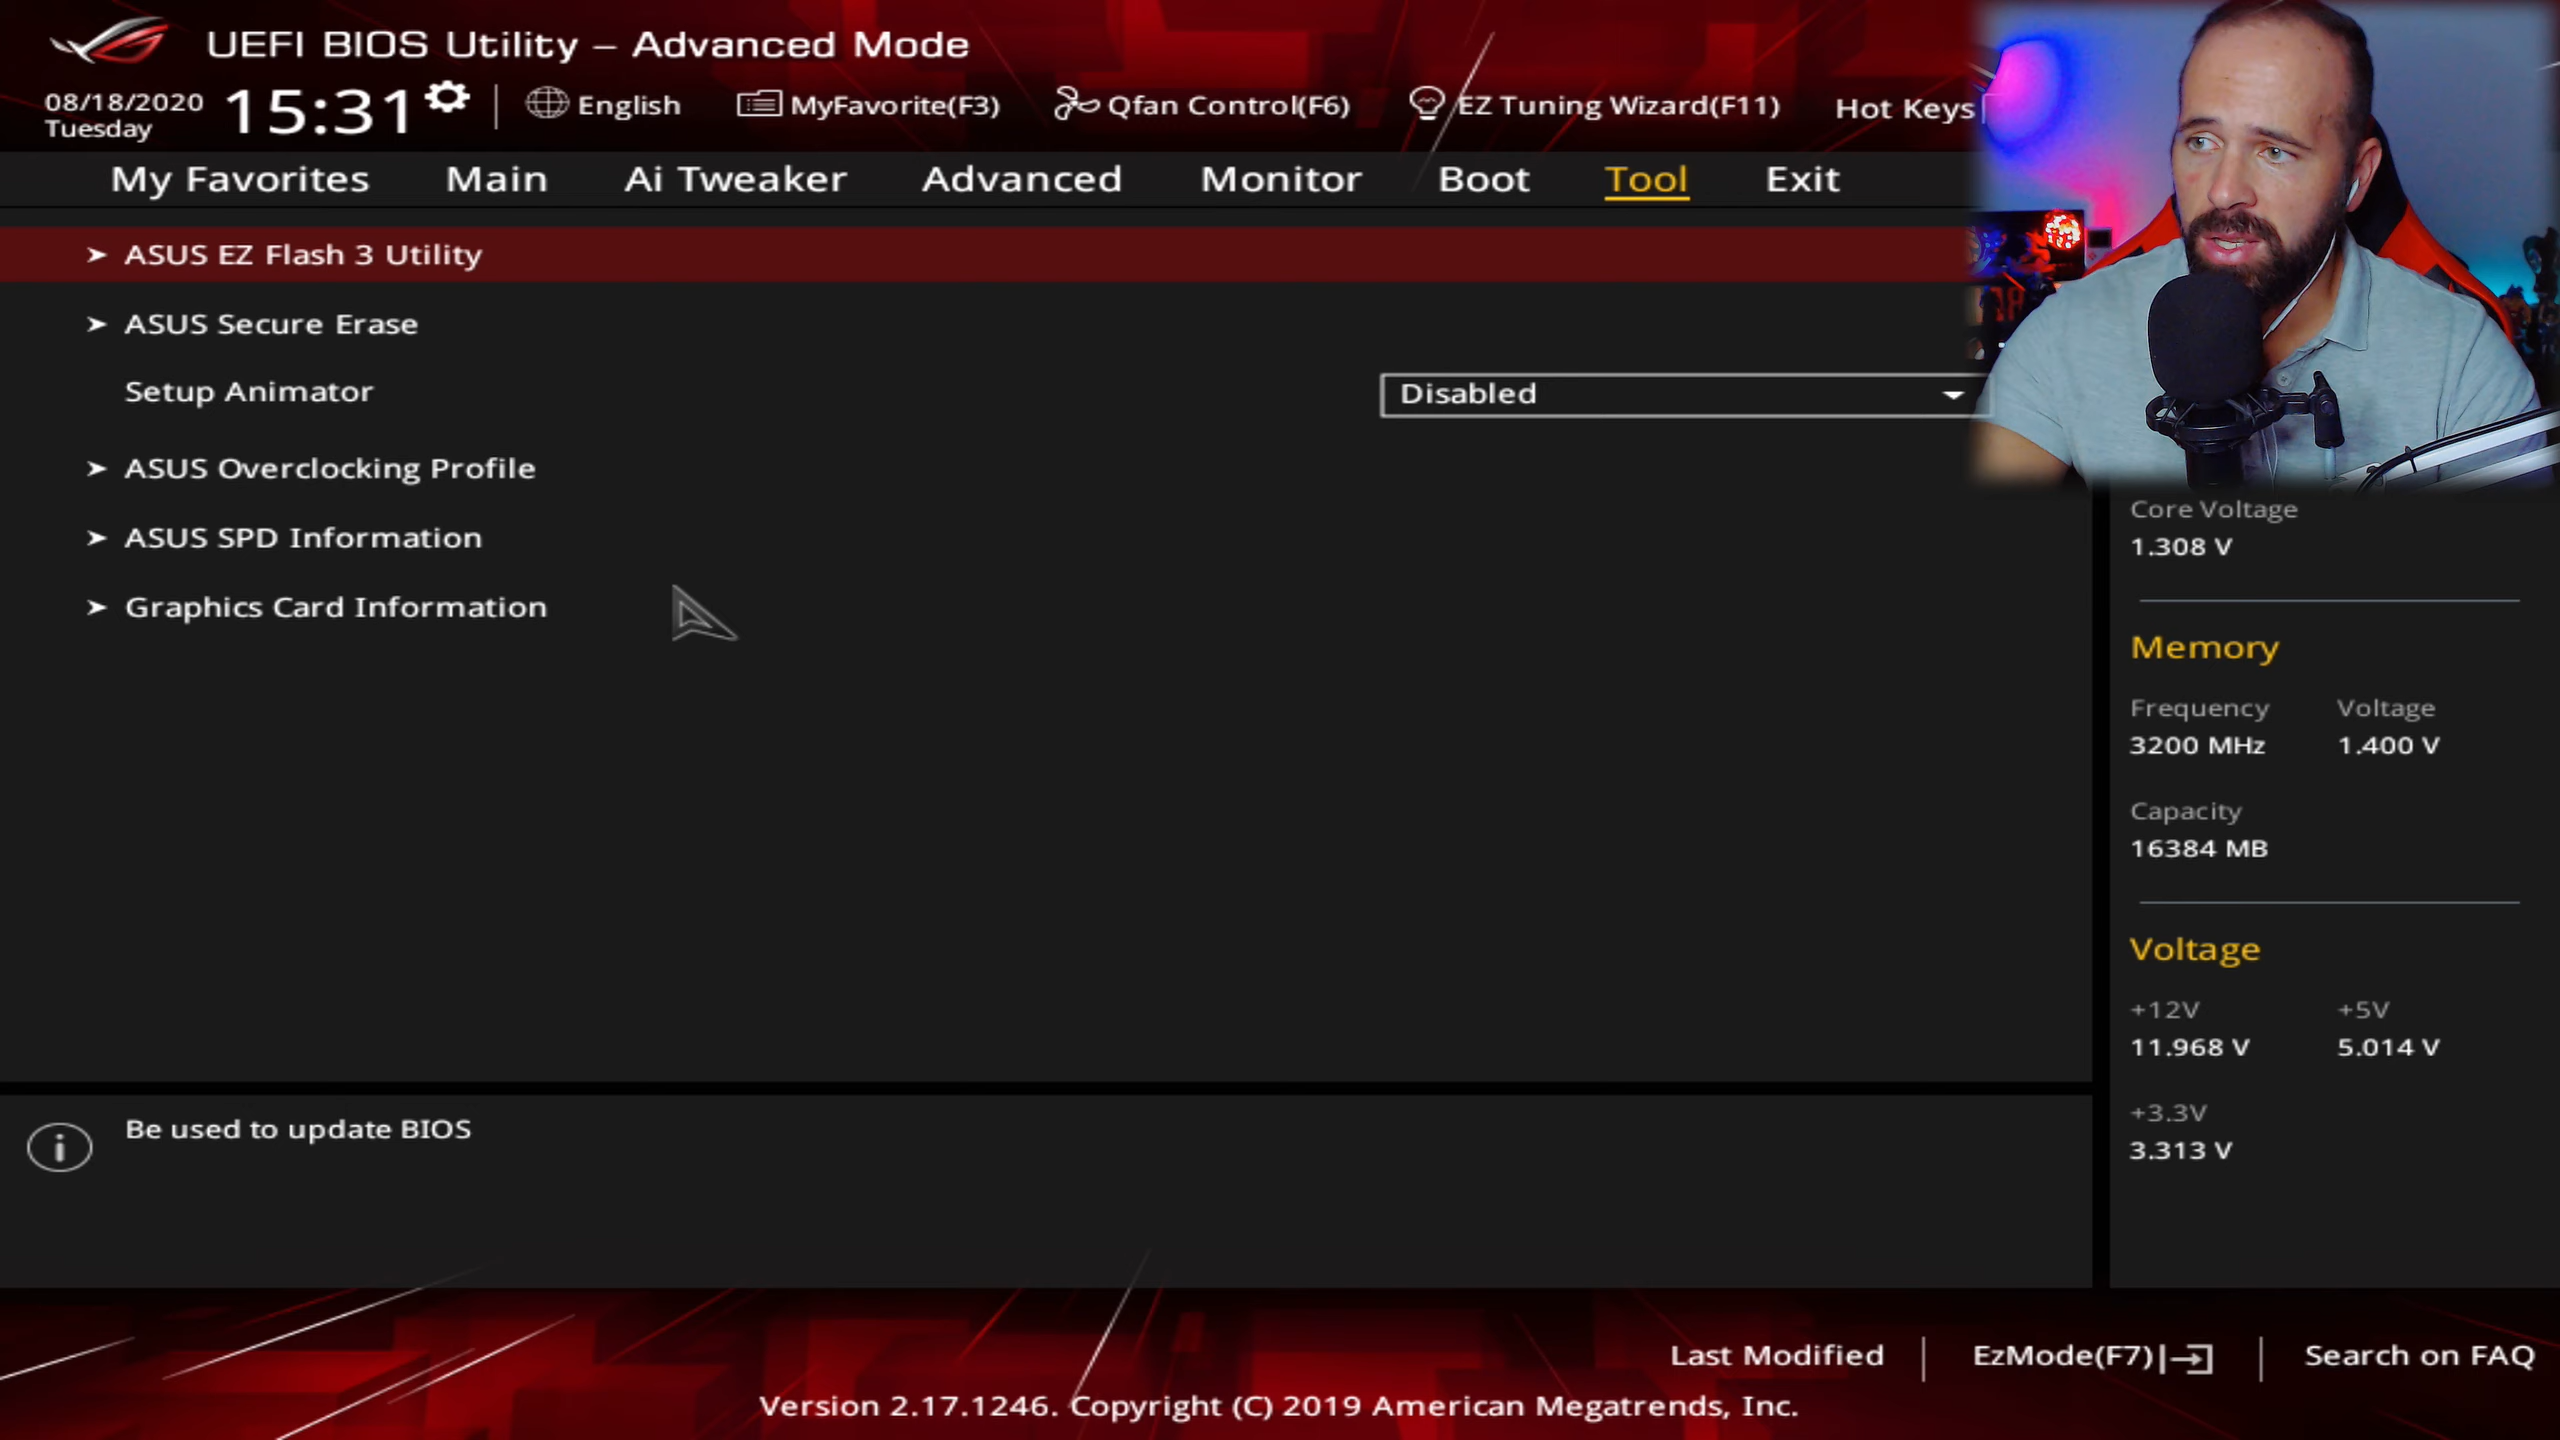 UEFI BIOS Utility – Advanced Mode
08/18/2020
Tuesday
15:31
English
MyFavorite(F3)
Qfan Control(F6)
EZ Tuning Wizard(F11)
Hot Keys
My Favorites
Main
Ai Tweaker
Advanced
Monitor
Boot
Tool
Exit
ASUS EZ Flash 3 Utility
ASUS Secure Erase
Setup Animator
Disabled
ASUS Overclocking Profile
ASUS SPD Information
Graphics Card Information
Core Voltage
1.308 V
Memory
Frequency Voltage
3200 MHz 1.400 V
Capacity
16384 MB
Voltage
+12V +5V
11.968 V 5.014 V
+3.3V
3.313 V
Be used to update BIOS
Last Modified
EzMode(F7)
Search on FAQ
Version 2.17.1246. Copyright (C) 2019 American Megatrends, Inc.